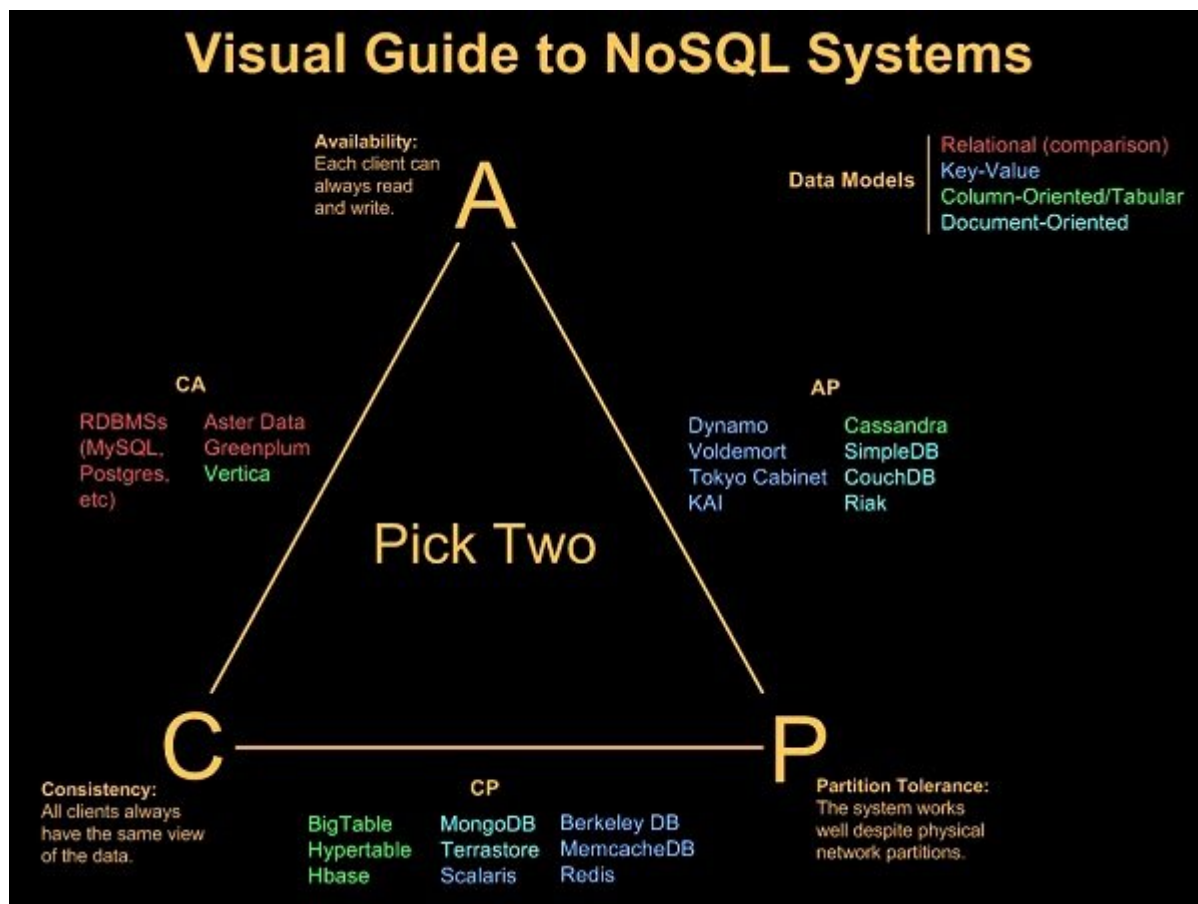 Visual Guide to NoSQL Systems
Availability:
Each client can
always read
and write.
A
Data Models
Relational (comparison)
Key-Value
Column-Oriented/Tabular
Document-Oriented
CA
RDBMSs
(MySQL,
Postgres,
etc)
Aster Data
Greenplum
Vertica
AP
Dynamo
Voldemort
Tokyo Cabinet
KAI
Cassandra
SimpleDB
CouchDB
Riak
Pick Two
C
Consistency:
All clients always
have the same view
of the data.
CP
BigTable
Hypertable
Hbase
MongoDB
Terrastore
Scalaris
Berkeley DB
MemcacheDB
Redis
P
Partition Tolerance:
The system works
well despite physical
network partitions.